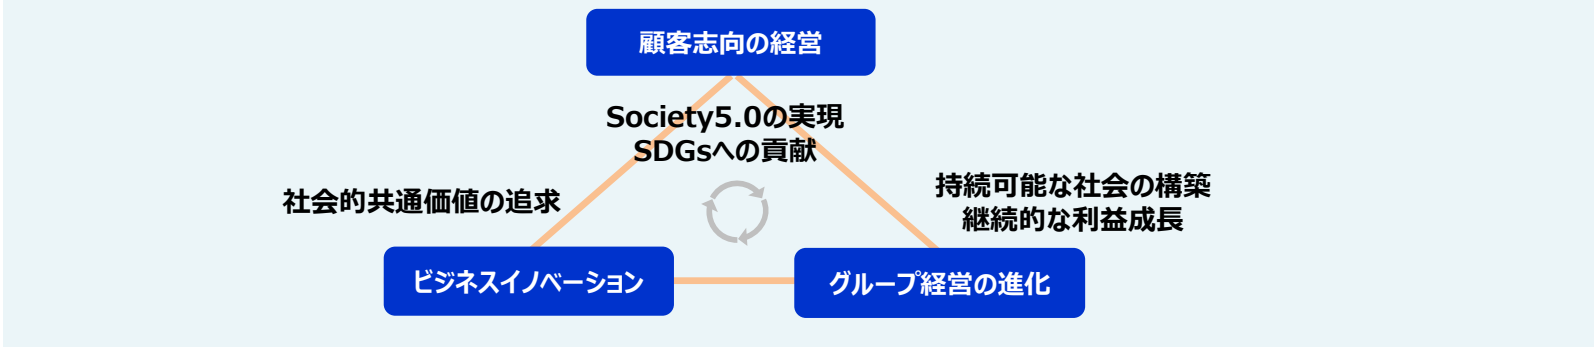 顧客志向の経営
Society5.0の実現
SDGsへの貢献
社会的共通価値の追求
持続可能な社会の構築
継続的な利益成長
ビジネスイノベーション
グループ経営の進化